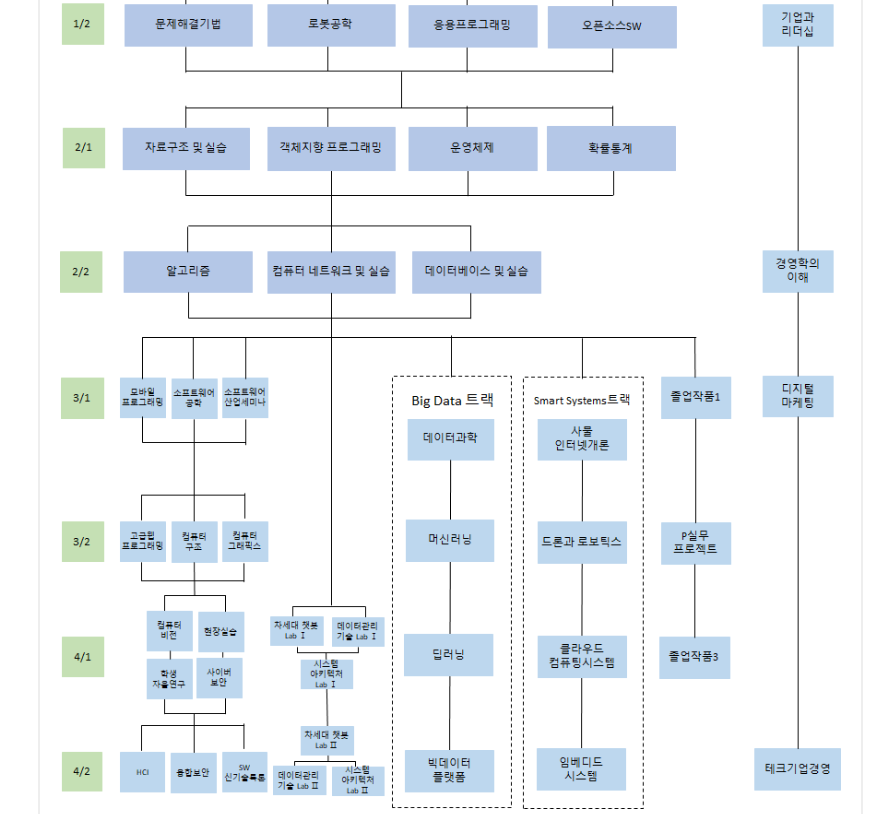 1/2
문제해결기법
로봇공학
응용프로그래밍
오픈소스SW
기업과
리더십
2/1
자료구조 및 실습
객체지향 프로그래밍
운영체제
확률통계
2/2
알고리즘
컴퓨터 네트워크 및 실습
데이터베이스 및 실습
경영학의
이해
3/1
모바일
프로그래밍
소프트웨어
공학
소프트웨어
산업세미나
Big Data 트랙
데이터과학
Smart Systems트랙
사물
인터넷개론
졸업작품1
디지털
마케팅
3/2
고급웹
프로그래밍
컴퓨터
구조
컴퓨터
그래픽스
머신러닝
드론과 로보틱스
P실무
프로젝트
4/1
컴퓨터
비전
현장실습
학생
자율연구
사이버
보안
차세대 챗봇
Lab Ⅰ
데이터관리
기술 Lab Ⅰ
시스템
아키텍처
Lab Ⅰ
딥러닝
클라우드
컴퓨팅시스템
졸업작품3
4/2
HCI
융합보안
SW
신기술특론
차세대 챗봇
Lab Ⅱ
데이터관리
기술 Lab Ⅱ
시스템
아키텍처
Lab Ⅱ
빅데이터
플랫폼
임베디드
시스템
테크기업경영